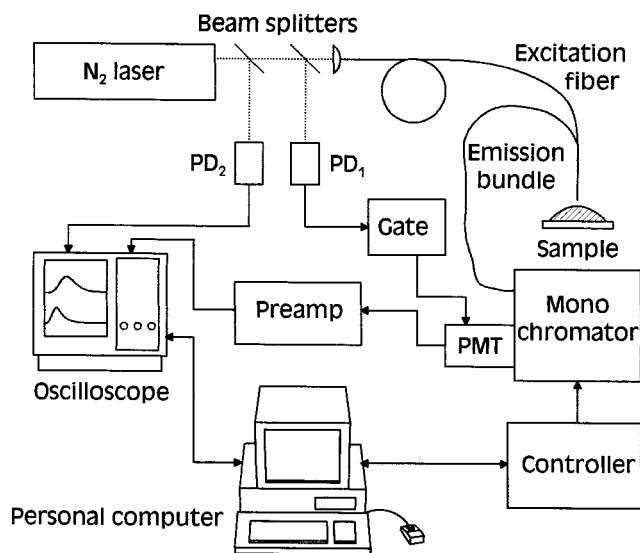 Beam splitters
N₂ laser
Excitation
fiber
PD₂
PD₁
Emission
bundle
Gate
Sample
Preamp
PMT
Mono
chromator
Oscilloscope
Controller
Personal computer